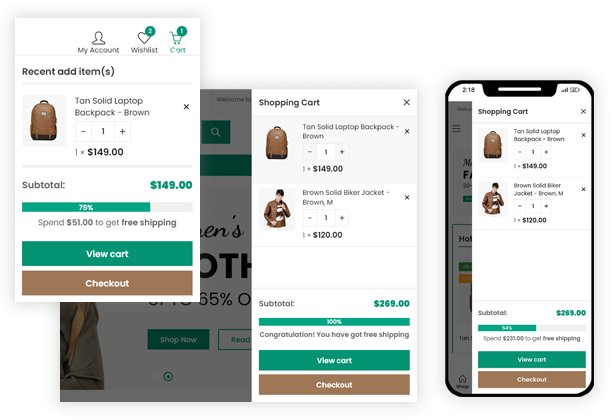 2
1
My Account
Wishlist
Cart
Recent add item(s)
Tan Solid Laptop
Backpack - Brown
×
- 1 +
1 × $149.00
Subtotal: $149.00
75%
Spend $51.00 to get free shipping
View cart
Checkout
Welcome to
UP TO 65% O
Shop Now
Read
Shopping Cart ×
Tan Solid Laptop Backpack -
Brown
×
- 1 +
1 × $149.00
Brown Solid Biker Jacket -
Brown, M
×
- 1 +
1 × $120.00
Subtotal: $269.00
100%
Congratulation! You have got free shipping
View cart
Checkout
2:18
Shopping Cart ×
Tan Solid Laptop
Backpack - Brown
×
- 1 +
1 × $149.00
Brown Solid Biker
Jacket - Brown, M
×
- 1 +
1 × $120.00
Hot
Tan S
Shop
Subtotal: $269.00
54%
Spend $231.00 to get free shipping
View cart
Checkout